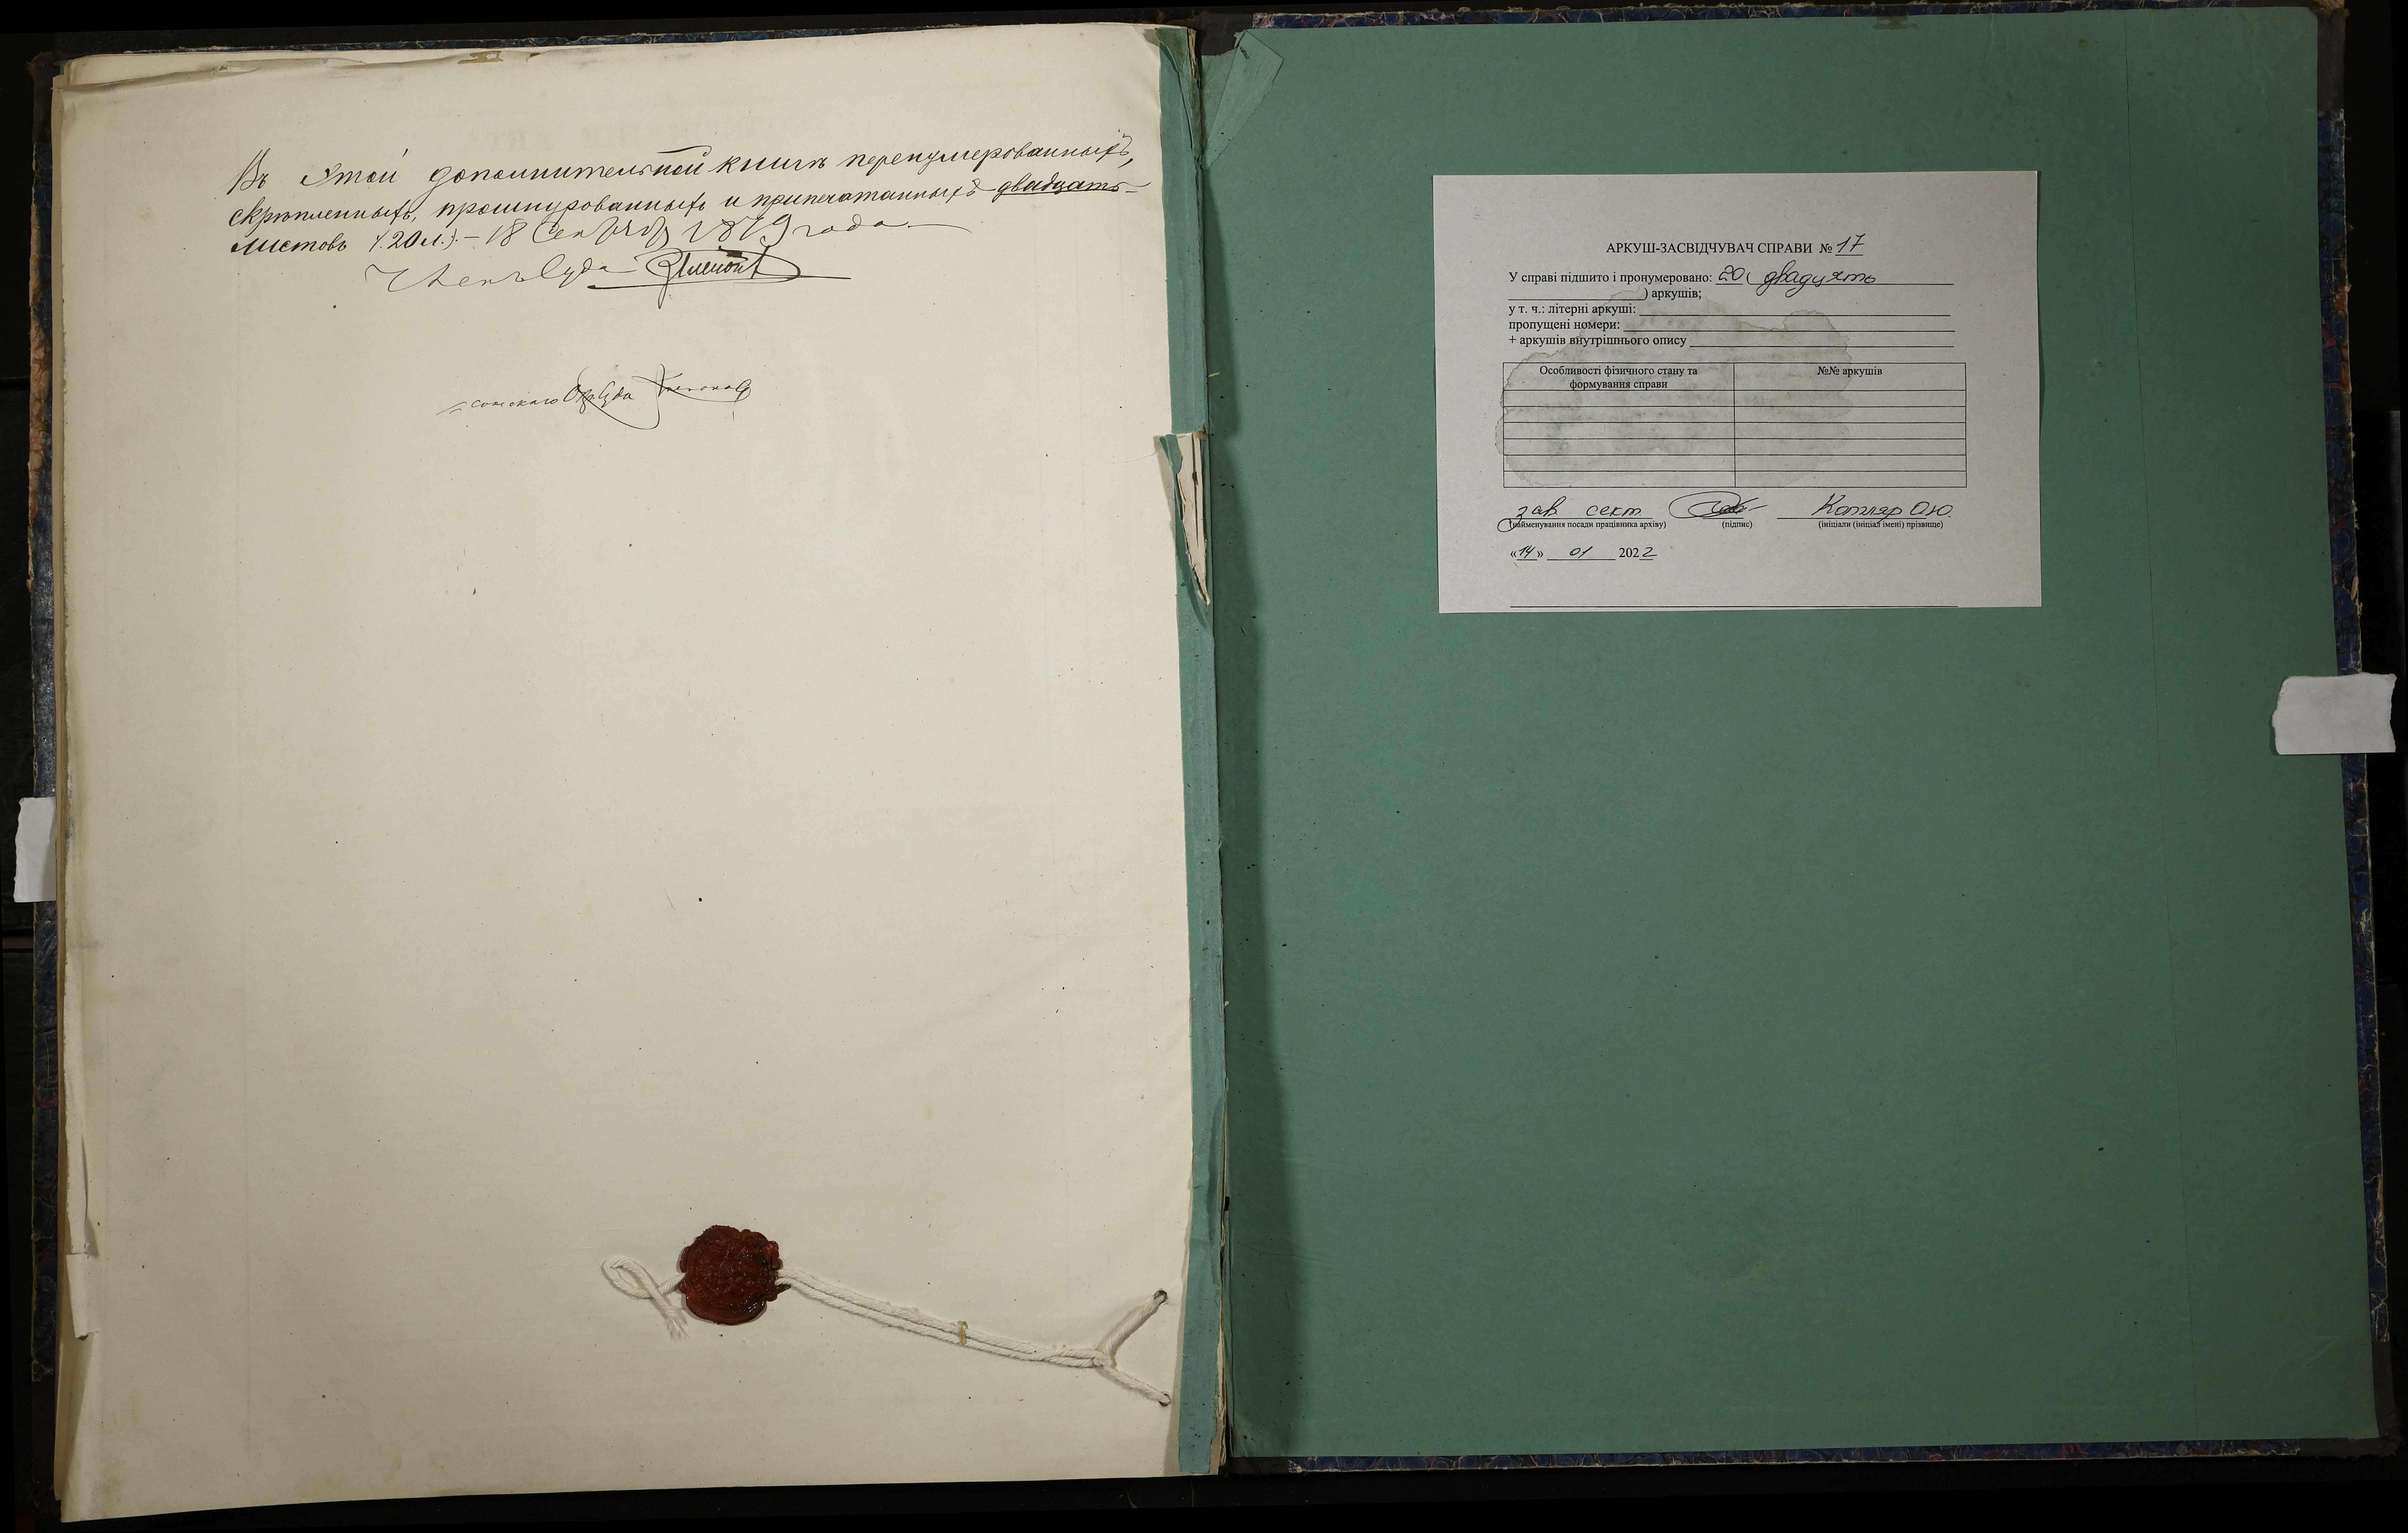 Въ этой дополнительной книгѣ перенумерованныхъ,
скрѣпленныхъ, прошнурованныхъ и припечатанныхъ двадцать
листовъ (20 л.) – 18 Сентября 1879 года.
Членъ Суда
Окр Суда
АРКУШ-ЗАСВІДЧУВАЧ СПРАВИ № 17
У справі підшито і пронумеровано: 20 ( двадцять
) аркушів;
у т. ч.: літерні аркуші:
пропущені номери:
+ аркушів внутрішнього опису
Особливості фізичного стану та формування справи
№№ аркушів
зав сект Котляр О.Ю.
(найменування посади працівника архіву) (підпис) (ініціали (ініціал імені) прізвище)
«14» 01 2022